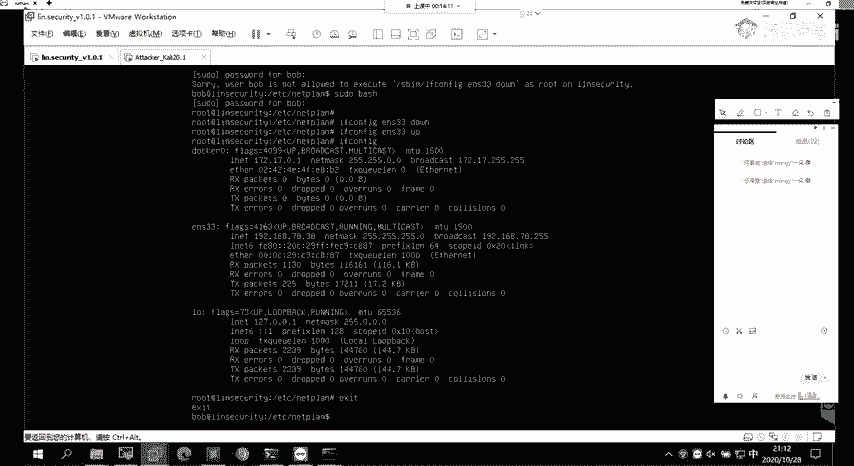 上课中 00:14:11
lin.security_v1.0.1 - VMware Workstation
文件(F) 编辑(E) 查看(V) 虚拟机(M) 选项卡(T) 帮助(H)
lin.security_v1.0.1
Attacker_Kali20.1
[sudo] password for bob:
Sorry, user bob is not allowed to execute '/sbin/ifconfig ens33 down' as root on linsecurity.
bob@linsecurity:/etc/netplan$ sudo bash
[sudo] password for bob:
root@linsecurity:/etc/netplan#
root@linsecurity:/etc/netplan# ifconfig ens33 down
root@linsecurity:/etc/netplan# ifconfig ens33 up
root@linsecurity:/etc/netplan# ifconfig
docker0: flags=4099<UP,BROADCAST,MULTICAST> mtu 1500
inet 172.17.0.1 netmask 255.255.0.0 broadcast 172.17.255.255
ether 02:42:4e:4f:e8:b2 txqueuelen 0 (Ethernet)
RX packets 0 bytes 0 (0.0 B)
RX errors 0 dropped 0 overruns 0 frame 0
TX packets 0 bytes 0 (0.0 B)
TX errors 0 dropped 0 overruns 0 carrier 0 collisions 0
ens33: flags=4163<UP,BROADCAST,RUNNING,MULTICAST> mtu 1500
inet 192.168.78.38 netmask 255.255.255.0 broadcast 192.168.78.255
inet6 fe80::20c:29ff:fec9:c887 prefixlen 64 scopeid 0x20<link>
ether 00:0c:29:c9:c8:87 txqueuelen 1000 (Ethernet)
RX packets 1130 bytes 116161 (116.1 KB)
RX errors 0 dropped 0 overruns 0 frame 0
TX packets 225 bytes 17211 (17.2 KB)
TX errors 0 dropped 0 overruns 0 carrier 0 collisions 0
lo: flags=73<UP,LOOPBACK,RUNNING> mtu 65536
inet 127.0.0.1 netmask 255.0.0.0
inet6 ::1 prefixlen 128 scopeid 0x10<host>
loop txqueuelen 1000 (Local Loopback)
RX packets 2239 bytes 144760 (144.7 KB)
RX errors 0 dropped 0 overruns 0 frame 0
TX packets 2239 bytes 144760 (144.7 KB)
TX errors 0 dropped 0 overruns 0 carrier 0 collisions 0
root@linsecurity:/etc/netplan# exit
exit
bob@linsecurity:/etc/netplan$
讨论区
发送
要返回到您的计算机，请按 Ctrl+Alt。
中
21:12
2020/10/28